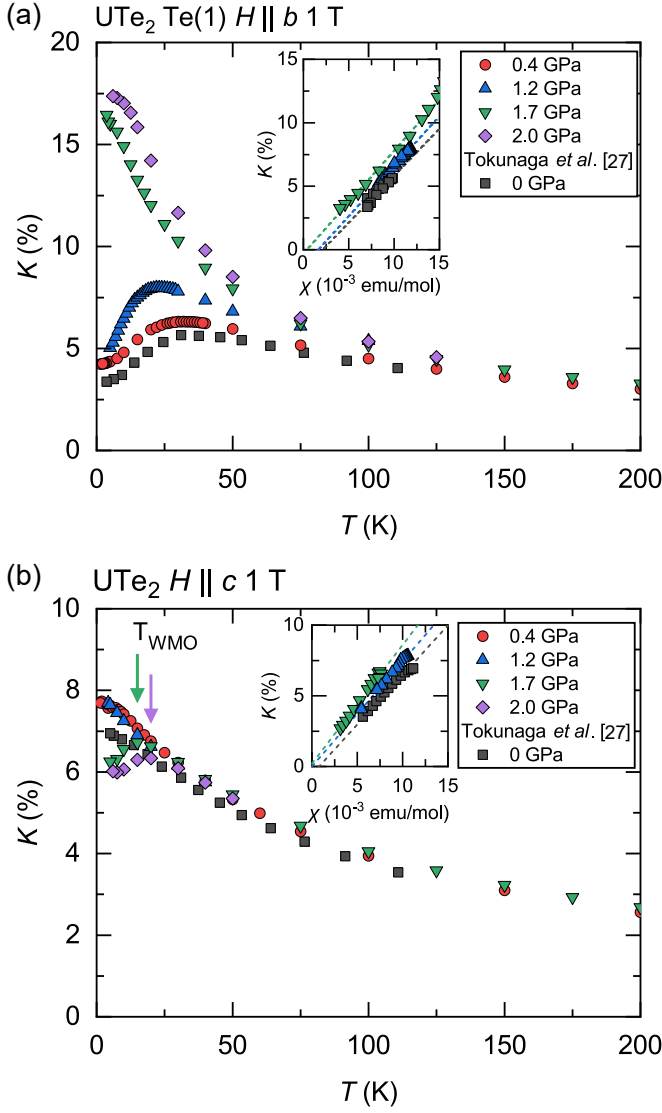 (a) UTe₂ Te(1) H || b 1 T
20
15
10
5
0
K (%)
0 50 100 150 200
T (K)
0.4 GPa
1.2 GPa
1.7 GPa
2.0 GPa
Tokunaga et al. [27]
0 GPa
10
5
0
K (%)
0 5 10 15
χ (10⁻³ emu/mol)
(b) UTe₂ H || c 1 T
10
8
6
4
2
0
K (%)
0 50 100 150 200
T (K)
T_WMO
0.4 GPa
1.2 GPa
1.7 GPa
2.0 GPa
Tokunaga et al. [27]
0 GPa
10
5
0
K (%)
0 5 10 15
χ (10⁻³ emu/mol)